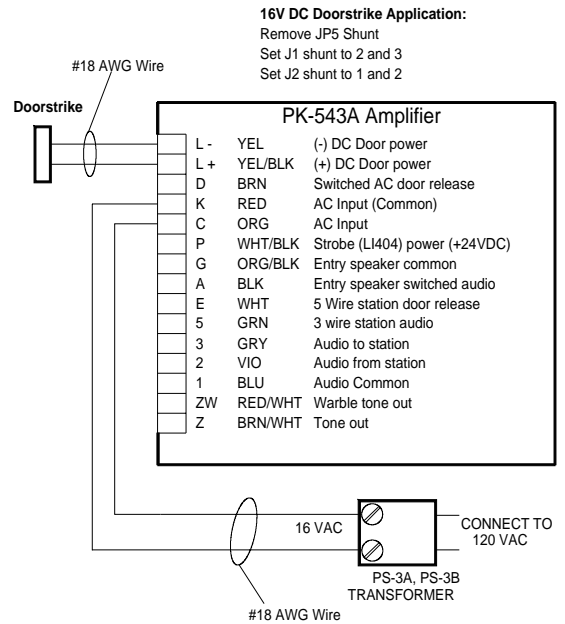 16V DC Doorstrike Application:
Remove JP5 Shunt
Set J1 shunt to 2 and 3
Set J2 shunt to 1 and 2
#18 AWG Wire
Doorstrike
PK-543A Amplifier
L - YEL (-) DC Door power
L + YEL/BLK (+) DC Door power
D BRN Switched AC door release
K RED AC Input (Common)
C ORG AC Input
P WHT/BLK Strobe (LI404) power (+24VDC)
G ORG/BLK Entry speaker common
A BLK Entry speaker switched audio
E WHT 5 Wire station door release
5 GRN 3 wire station audio
3 GRY Audio to station
2 VIO Audio from station
1 BLU Audio Common
ZW RED/WHT Warble tone out
Z BRN/WHT Tone out
16 VAC
CONNECT TO
120 VAC
PS-3A, PS-3B
TRANSFORMER
#18 AWG Wire